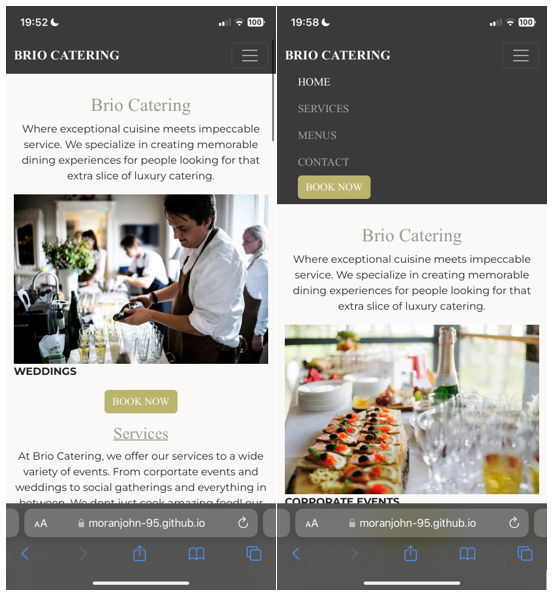 19:52
100
BRIO CATERING
Brio Catering
Where exceptional cuisine meets impeccable
service. We specialize in creating memorable
dining experiences for people looking for that
extra slice of luxury catering.
WEDDINGS
BOOK NOW
Services
At Brio Catering, we offer our services to a wide
variety of events. From corportate events and
weddings to social gatherings and everything in
between. We dont just seek amazing food! our
AA
moranjohn-95.github.io
19:58
100
BRIO CATERING
HOME
SERVICES
MENUS
CONTACT
BOOK NOW
Brio Catering
Where exceptional cuisine meets impeccable
service. We specialize in creating memorable
dining experiences for people looking for that
extra slice of luxury catering.
CORPORATE EVENTS
AA
moranjohn-95.github.io